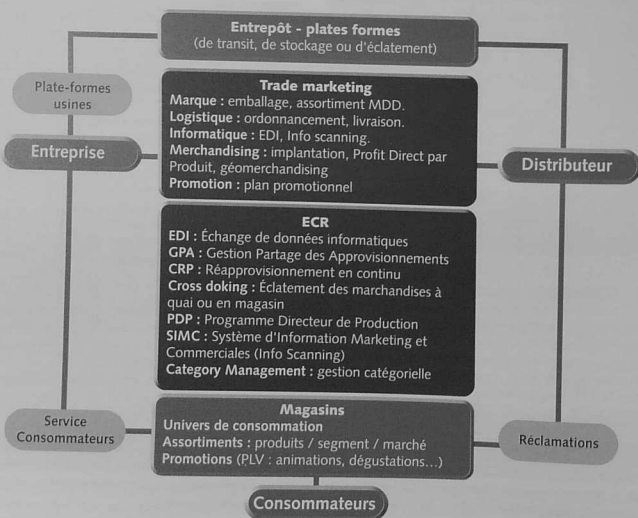 Entrepôt - plates formes
(de transit, de stockage ou d'éclatement)
Plate-formes
usines
Entreprise
Trade marketing
Marque : emballage, assortiment MDD.
Logistique : ordonnancement, livraison.
Informatique : EDI, Info scanning.
Merchandising : implantation, Profit Direct par
Produit, géomerchandising
Promotion : plan promotionnel
Distributeur
ECR
EDI : Échange de données informatiques
GPA : Gestion Partage des Approvisionnements
CRP : Réapprovisionnement en continu
Cross doking : Éclatement des marchandises à
quai ou en magasin
PDP : Programme Directeur de Production
SIMC : Système d'Information Marketing et
Commerciales (Info Scanning)
Category Management : gestion catégorielle
Service
Consommateurs
Magasins
Univers de consommation
Assortiments : produits / segment / marché
Promotions (PLV : animations, dégustations...)
Réclamations
Consommateurs